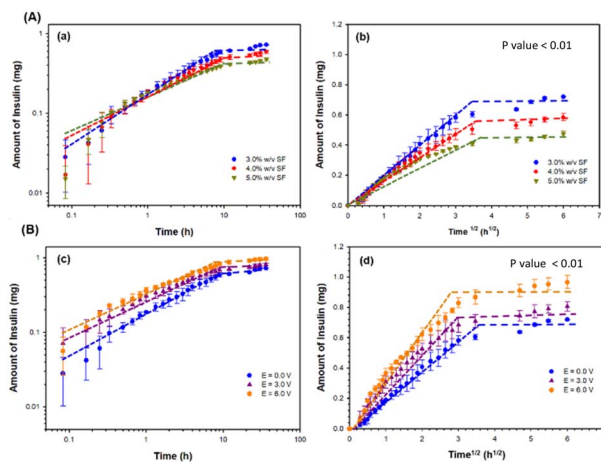 (A)
(a)
Amount of Insulin (mg)
1
0.1
0.01
3.0% w/v SF
4.0% w/v SF
5.0% w/v SF
0.1
1
10
100
Time (h)
(b)
P value < 0.01
Amount of Insulin (mg)
1.2
1.0
0.8
0.6
0.4
0.2
0.0
3.0% w/v SF
4.0% w/v SF
5.0% w/v SF
0 1 2 3 4 5 6 7
Time 1/2 (h1/2)
(B)
(c)
Amount of Insulin (mg)
1
0.1
0.01
E = 0.0 V
E = 3.0 V
E = 6.0 V
0.1
1
10
100
Time (h)
(d)
P value < 0.01
Amount of Insulin (mg)
1.2
1.0
0.8
0.6
0.4
0.2
0.0
E = 0.0 V
E = 3.0 V
E = 6.0 V
0 1 2 3 4 5 6 7
Time1/2 (h1/2)